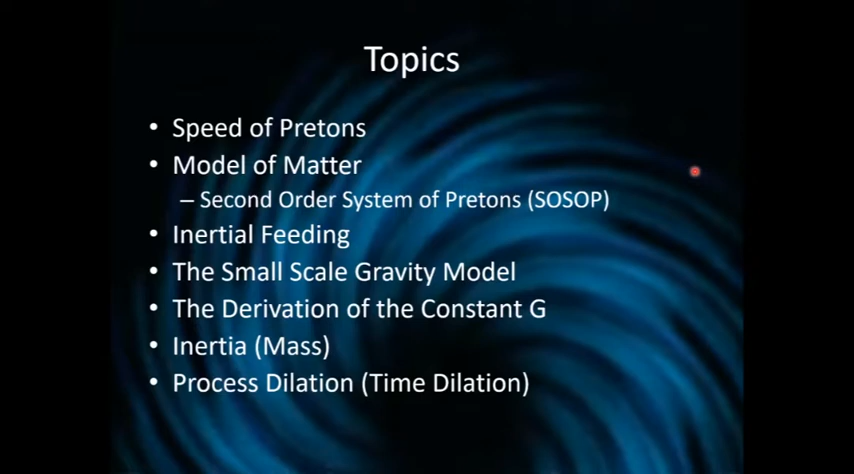 Topics
• Speed of Pretons
• Model of Matter
– Second Order System of Pretons (SOSOP)
• Inertial Feeding
• The Small Scale Gravity Model
• The Derivation of the Constant G
• Inertia (Mass)
• Process Dilation (Time Dilation)